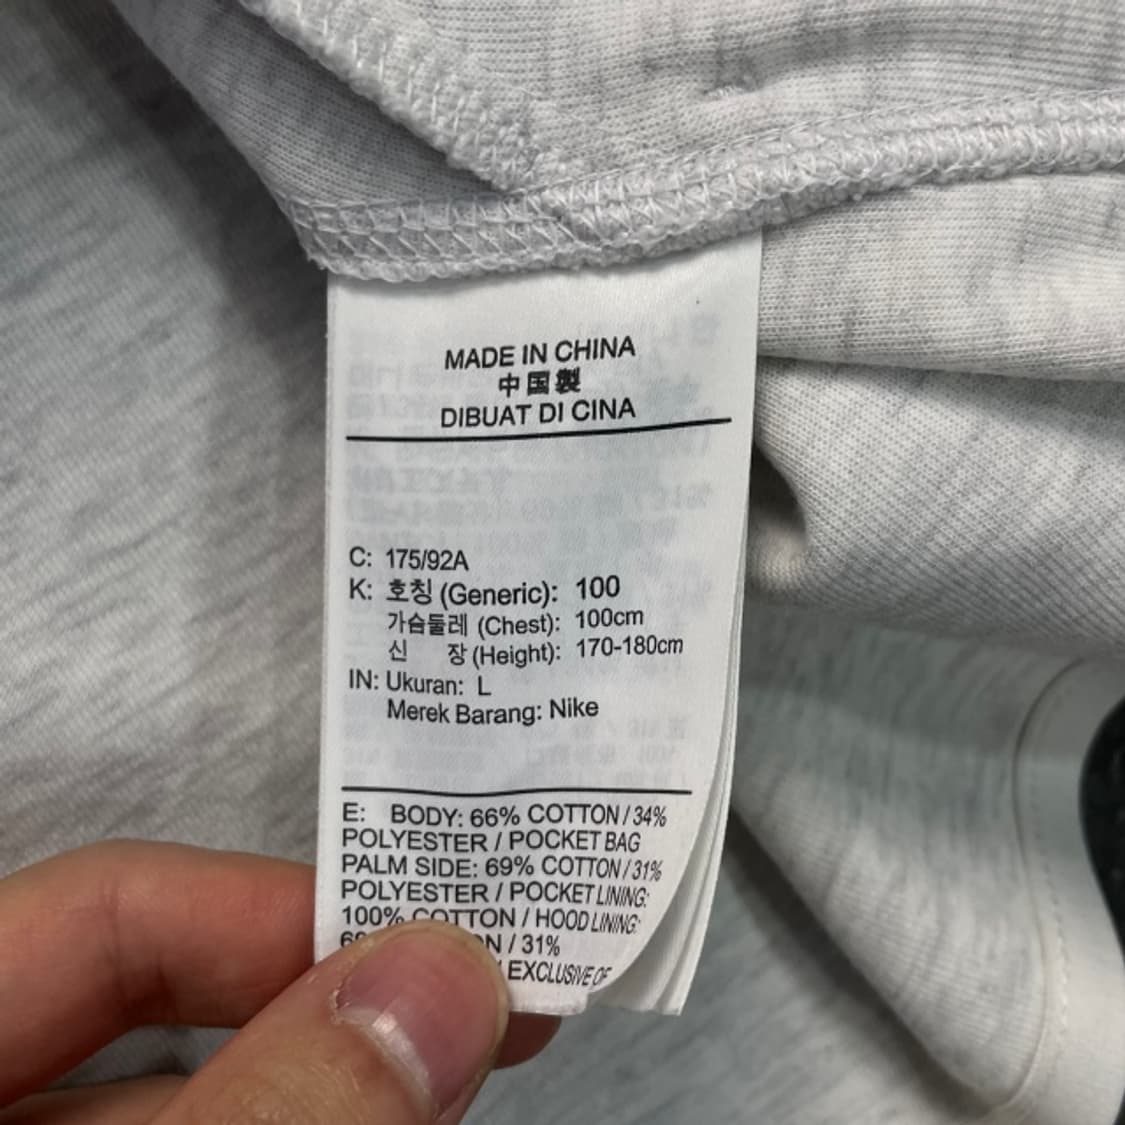 MADE IN CHINA
中国製
DIBUAT DI CINA
C: 175/92A
K: 호칭 (Generic): 100
가슴둘레 (Chest): 100cm
신 장 (Height): 170-180cm
IN: Ukuran: L
Merek Barang: Nike
E: BODY: 66% COTTON / 34%
POLYESTER / POCKET BAG
PALM SIDE: 69% COTTON / 31%
POLYESTER / POCKET LINING:
100% COTTON / HOOD LINING:
/ 31%
/ EXCLUSIVE OF